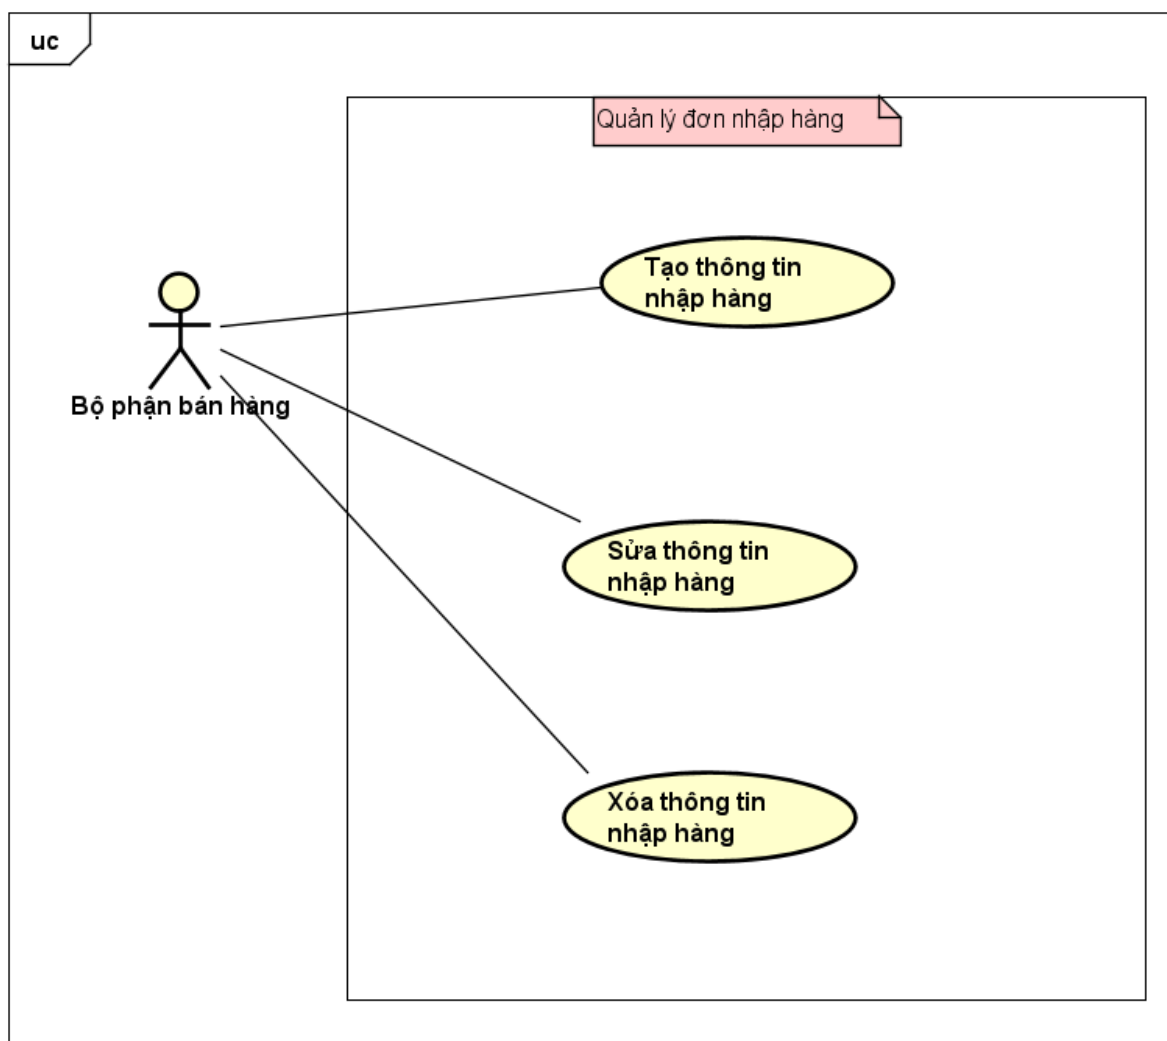 uc
Quản lý đơn nhập hàng
Tạo thông tin
nhập hàng
Bộ phận bán hàng
Sửa thông tin
nhập hàng
Xóa thông tin
nhập hàng